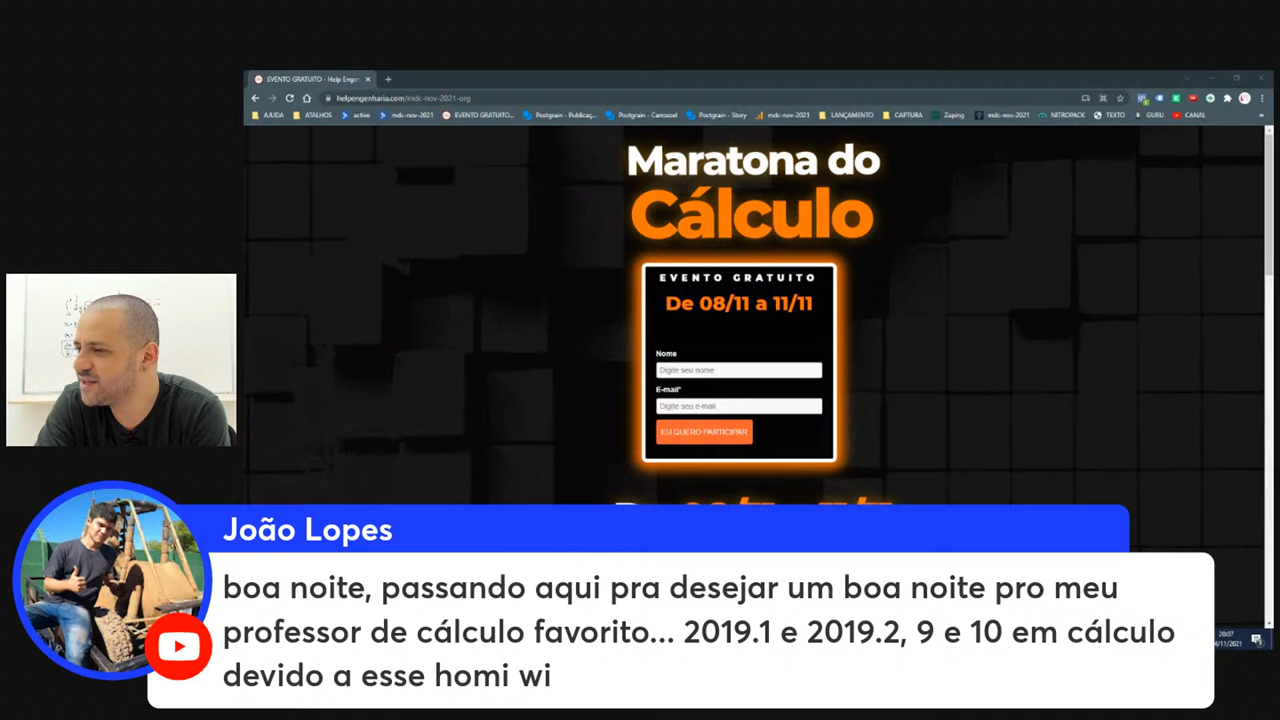 EVENTO GRATUITO - Help Engen
helpengenharia.com/mdc-nov-2021-org
AJUDA ATALHOS active mdc-nov-2021 EVENTO GRATUITO... Postgrain - Publicaç... Postgrain - Carrossel Postgrain - Story mdc-nov-2021 LANÇAMENTO CAPTURA Zaping mdc-nov-2021 NITROPACK TEXTO GURU CANAL
Maratona do
Cálculo
EVENTO GRATUITO
De 08/11 a 11/11
Nome
Digite seu nome
E-mail*
Digite seu e-mail
EU QUERO PARTICIPAR
20:07
João Lopes
boa noite, passando aqui pra desejar um boa noite pro meu
professor de cálculo favorito... 2019.1 e 2019.2, 9 e 10 em cálculo
devido a esse homi wi